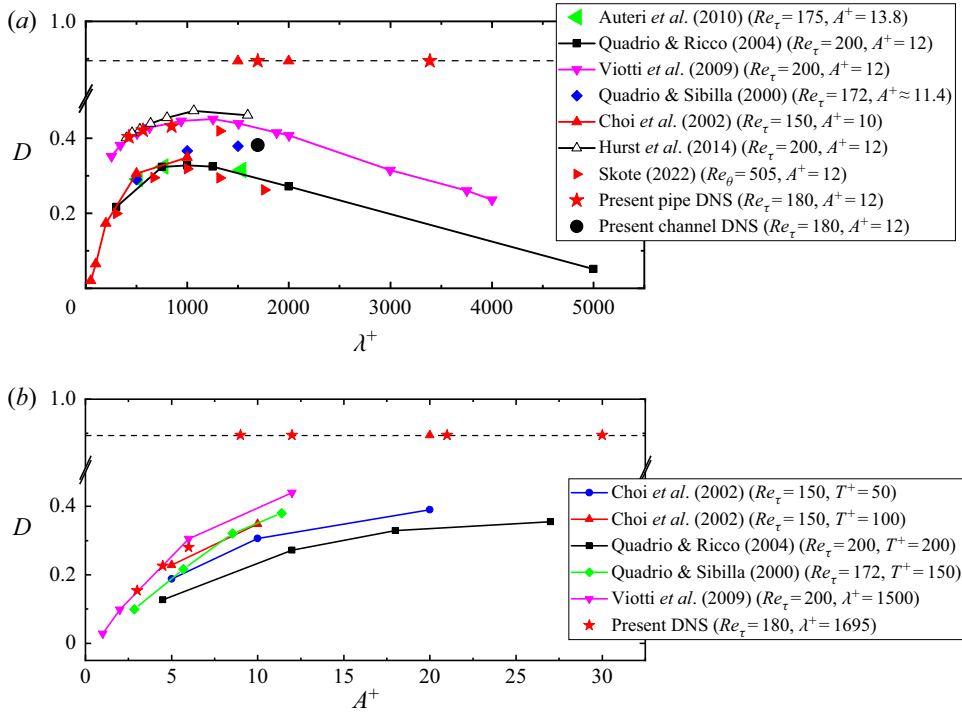 (a)
1.0
0.4
0.2
0
D
0
1000
2000
3000
4000
5000
λ+
Auteri et al. (2010) (Reτ = 175, A+ = 13.8)
Quadrio & Ricco (2004) (Reτ = 200, A+ = 12)
Viotti et al. (2009) (Reτ = 200, A+ = 12)
Quadrio & Sibilla (2000) (Reτ = 172, A+ ≈ 11.4)
Choi et al. (2002) (Reτ = 150, A+ = 10)
Hurst et al. (2014) (Reτ = 200, A+ = 12)
Skote (2022) (Reθ = 505, A+ = 12)
Present pipe DNS (Reτ = 180, A+ = 12)
Present channel DNS (Reτ = 180, A+ = 12)
(b)
1.0
0.4
0.2
0
D
0
5
10
15
20
25
30
A+
Choi et al. (2002) (Reτ = 150, T+ = 50)
Choi et al. (2002) (Reτ = 150, T+ = 100)
Quadrio & Ricco (2004) (Reτ = 200, T+ = 200)
Quadrio & Sibilla (2000) (Reτ = 172, T+ = 150)
Viotti et al. (2009) (Reτ = 200, λ+ = 1500)
Present DNS (Reτ = 180, λ+ = 1695)